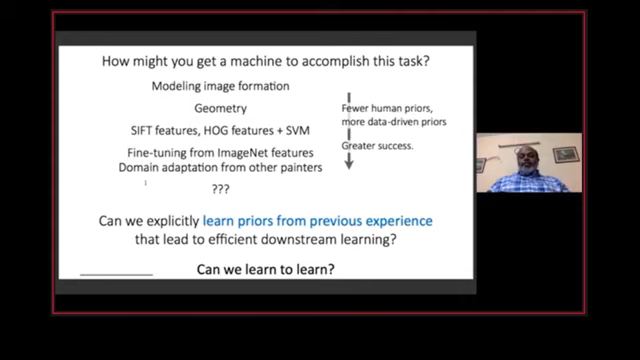 How might you get a machine to accomplish this task?
Modeling image formation
Geometry
SIFT features, HOG features + SVM
Fine-tuning from ImageNet features
Domain adaptation from other painters
???
Fewer human priors,
more data-driven priors
Greater success.
Can we explicitly learn priors from previous experience
that lead to efficient downstream learning?
Can we learn to learn?